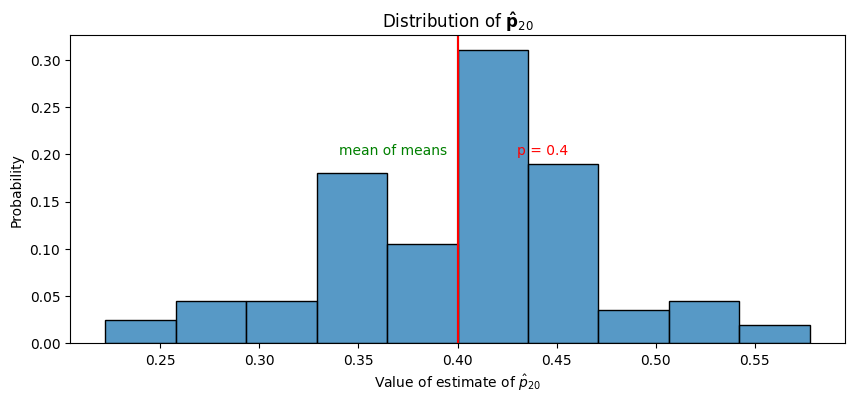 Distribution of p̂₂₀
0.30
0.25
0.20
0.15
0.10
0.05
0.00
Probability
mean of means
p = 0.4
0.25 0.30 0.35 0.40 0.45 0.50 0.55
Value of estimate of p̂₂₀